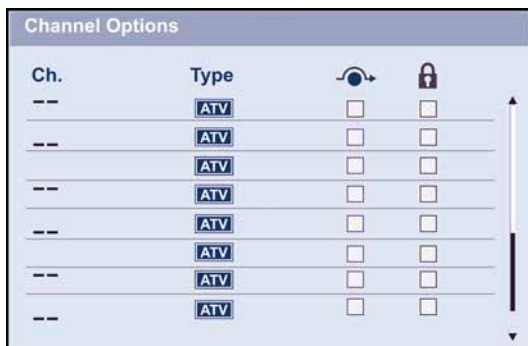 Channel Options
Ch. Type
-- ATV
-- ATV
ATV
-- ATV
-- ATV
ATV
-- ATV
-- ATV